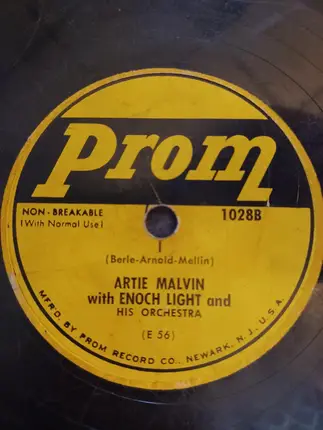 Prom
NON-BREAKABLE
(With Normal Use)
1028B
I
(Berle-Arnold-Mellin)
ARTIE MALVIN
with ENOCH LIGHT and
HIS ORCHESTRA
(E 56)
MF'R'D. BY PROM RECORD CO., NEWARK, N. J., U.S.A.